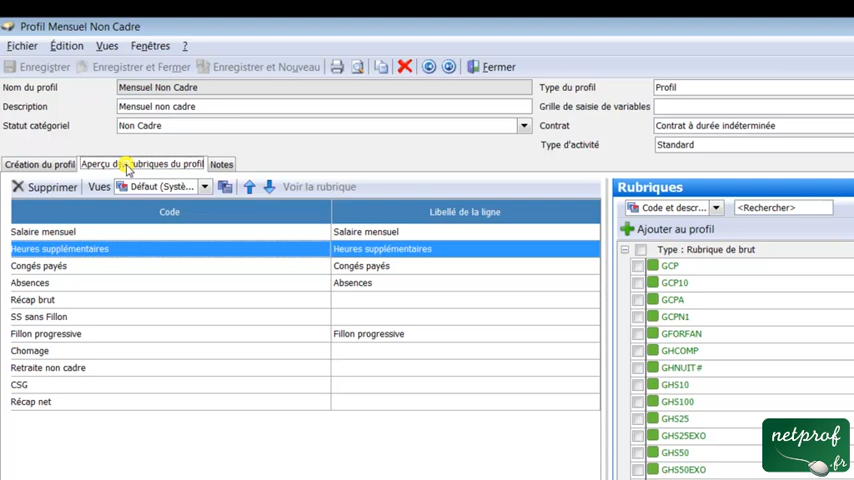 Profil Mensuel Non Cadre
Fichier Édition Vues Fenêtres ?
Enregistrer Enregistrer et Fermer Enregistrer et Nouveau Fermer
Nom du profil Mensuel Non Cadre Type du profil Profil
Description Mensuel non cadre Grille de saisie de variables
Statut catégoriel Non Cadre Contrat Contrat à durée indéterminée
Type d'activité Standard
Création du profil Aperçu rubriques du profil Notes
Supprimer Vues Défaut (Systè... Voir la rubrique Rubriques
Code et descr... <Rechercher>
Code Libellé de la ligne
Ajouter au profil
Salaire mensuel Salaire mensuel
Heures supplémentaires Heures supplémentaires Type : Rubrique de brut
Congés payés Congés payés GCP
Absences Absences GCP10
Récap brut GCPA
SS sans Fillon GCPN1
Fillon progressive Fillon progressive GFORFAN
Chomage GHCOMP
Retraite non cadre GHNUIT#
CSG GHS10
Récap net GHS100
GHS25
GHS25EXO
GHS50
GHS50EXO
netprof
.fr